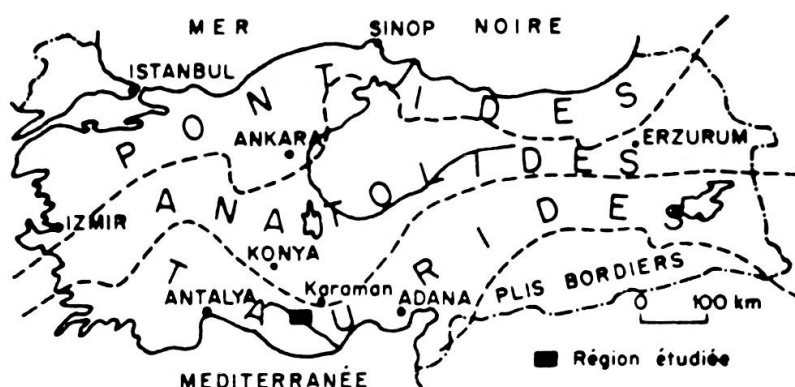 MER NOIRE
SINOP
ISTANBUL
PONTIDES
ANKARA
ERZURUM
ANATOLIDES
IZMIR
KONYA
TAURIDES
Karaman
ANTALYA
ADANA
PLIS BORDIERS
0 100 km
Région étudiée
MEDITERRANÉE